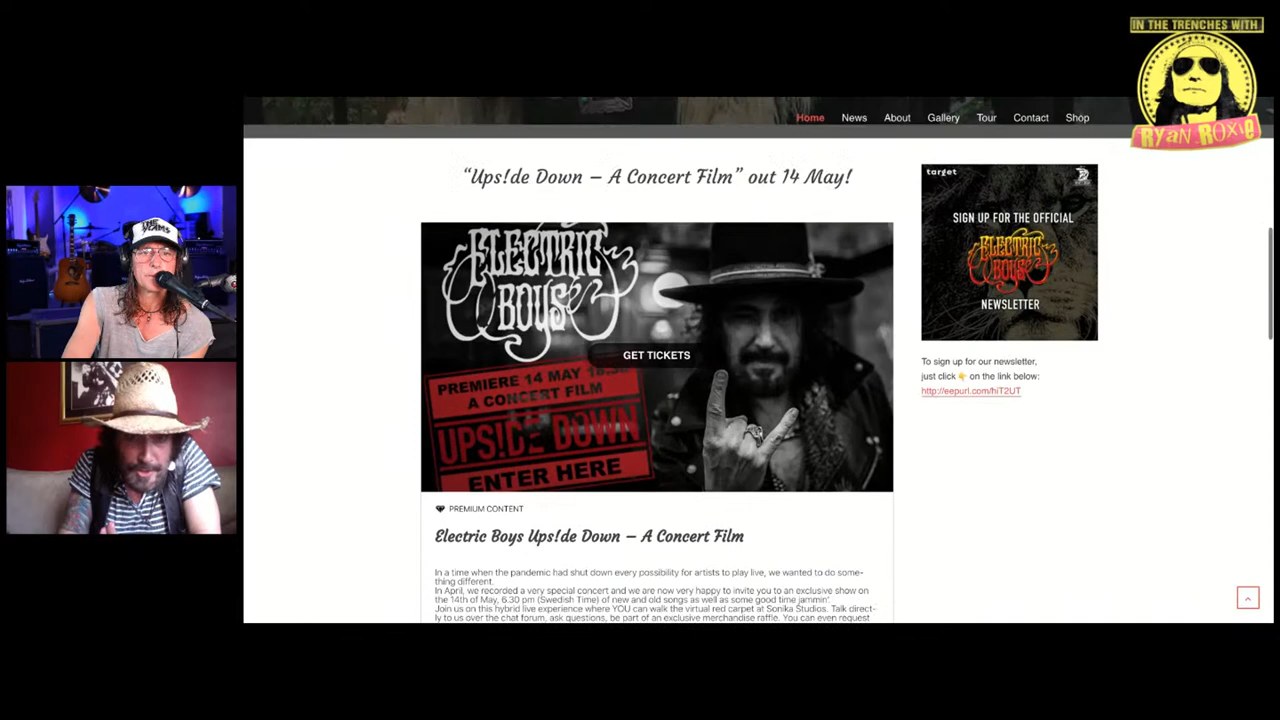 IN THE TRENCHES WITH
RYAN ROXIE
Home News About Gallery Tour Contact Shop
“Ups!de Down – A Concert Film” out 14 May!
ELECTRIC
BOYS
GET TICKETS
PREMIERE 14 MAY
A CONCERT FILM
UPS!DE DOWN
ENTER HERE
PREMIUM CONTENT
Electric Boys Ups!de Down – A Concert Film
In a time when the pandemic had shut down every possibility for artists to play live, we wanted to do some-
thing different.
In April, we recorded a very special concert and we are now very happy to invite you to an exclusive show on
the 14th of May, 6.30 pm (Swedish Time) of new and old songs as well as some good time jammin'.
Join us on this hybrid live experience where YOU can walk the virtual red carpet at Sonika Studios. Talk direct-
ly to us over the chat forum, ask questions, be part of an exclusive merchandise raffle. You can even request
target
SIGN UP FOR THE OFFICIAL
ELECTRIC
BOYS
NEWSLETTER
To sign up for our newsletter,
just click 👇 on the link below:
http://eepurl.com/hiT2UT